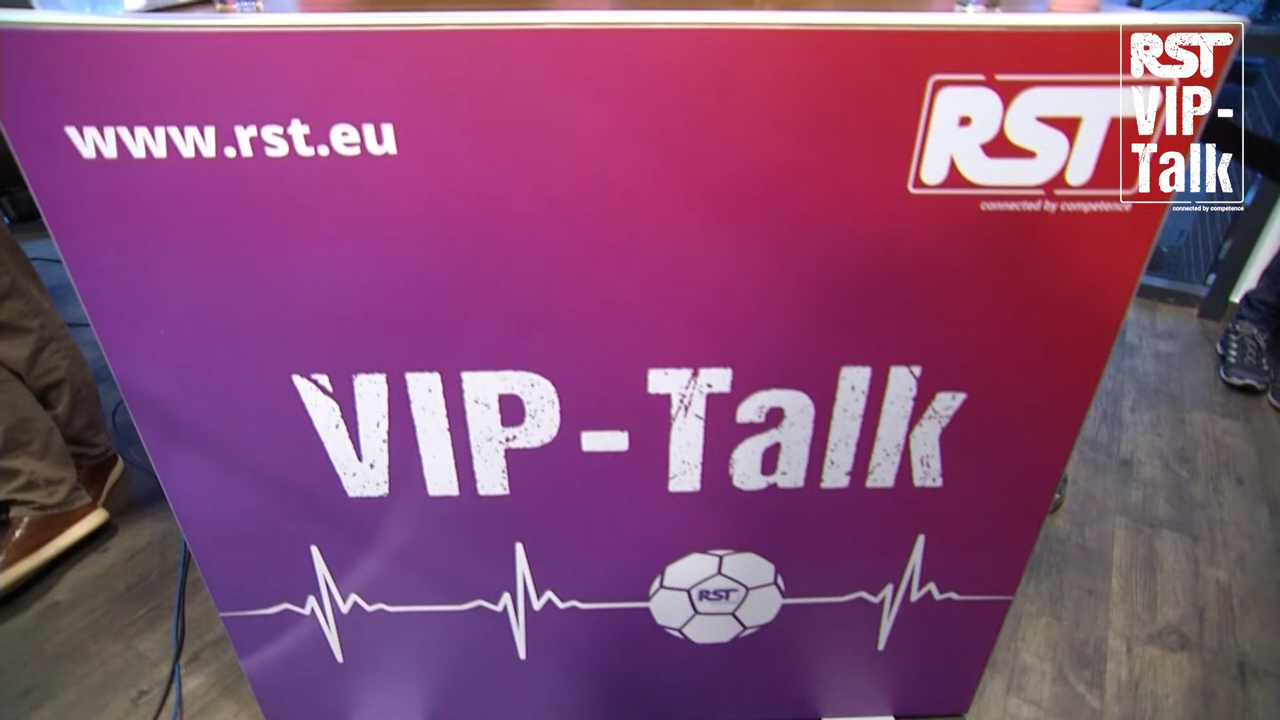 www.rst.eu
RST
connected by competence
VIP-Talk
RST
RST
VIP-
Talk
connected by competence